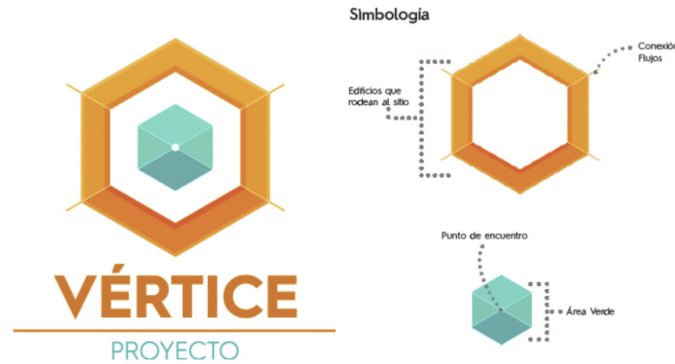 Simbología
Conexión
Flujos
Edificios que
rodean al sitio
Punto de encuentro
Área Verde
VÉRTICE
PROYECTO